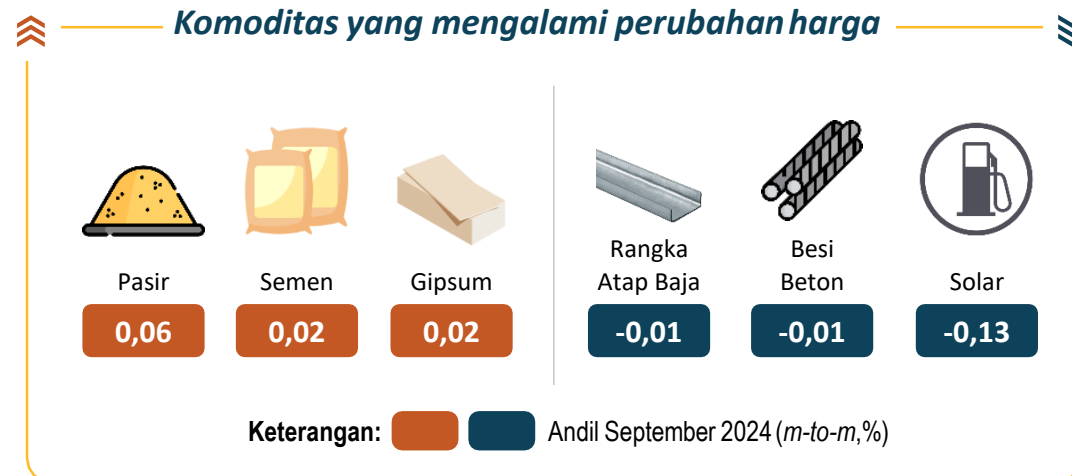 Komoditas yang mengalami perubahan harga
Pasir
Semen
Gipsum
Rangka
Atap Baja
Besi
Beton
Solar
0,06
0,02
0,02
-0,01
-0,01
-0,13
Keterangan:
Andil September 2024 (m-to-m,%)